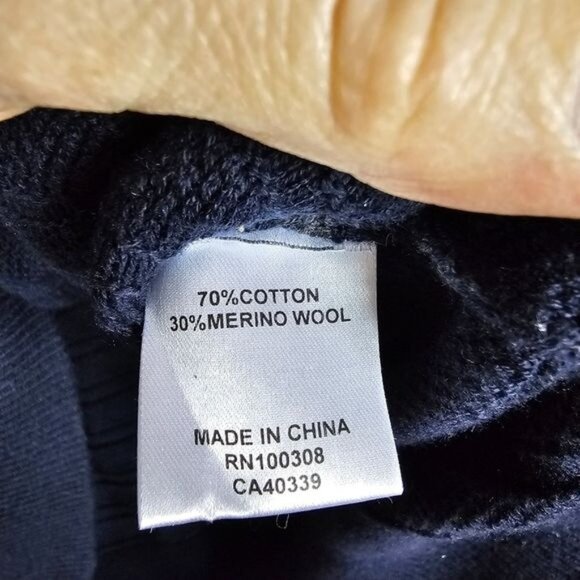 70%COTTON
30%MERINO WOOL
MADE IN CHINA
RN100308
CA40339